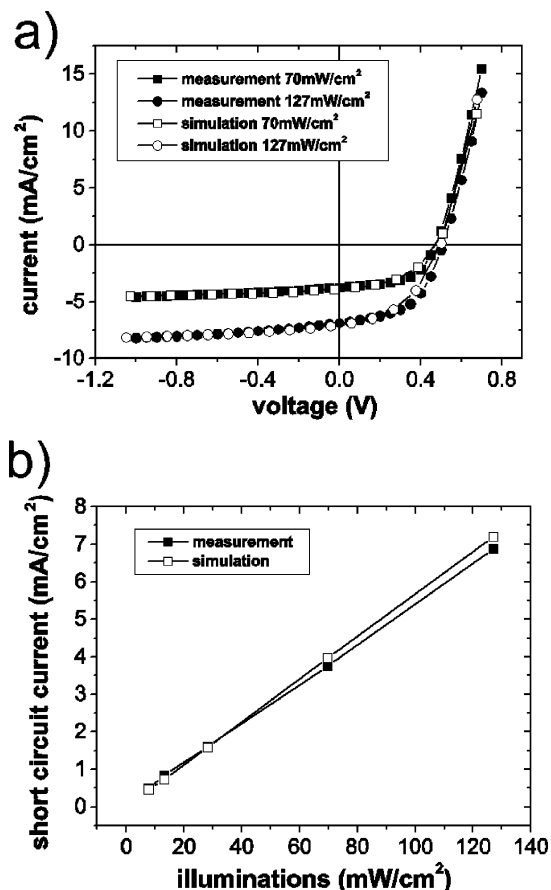 a)
measurement 70mW/cm²
measurement 127mW/cm²
simulation 70mW/cm²
simulation 127mW/cm²
15
10
5
0
-5
-10
current (mA/cm²)
-1.2 -0.8 -0.4 0.0 0.4 0.8
voltage (V)
b)
measurement
simulation
8
7
6
5
4
3
2
1
0
short circuit current (mA/cm²)
0 20 40 60 80 100 120 140
illuminations (mW/cm²)